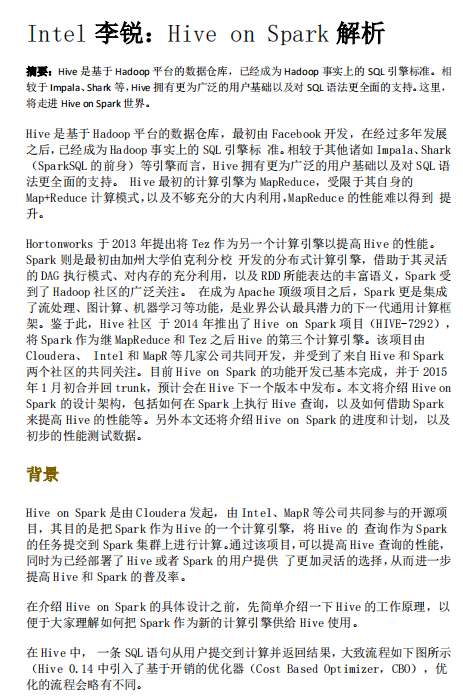 Intel 李锐：Hive on Spark 解析
摘要：Hive 是基于 Hadoop 平台的数据仓库，已经成为 Hadoop 事实上的 SQL 引擎标准。相
较于 Impala、Shark 等，Hive 拥有更为广泛的用户基础以及对 SQL 语法更全面的支持。这里，
将走进 Hive on Spark 世界。
Hive 是基于 Hadoop 平台的数据仓库，最初由 Facebook 开发，在经过多年发展
之后，已经成为 Hadoop 事实上的 SQL 引擎标 准。相较于其他诸如 Impala、Shark
（SparkSQL 的前身）等引擎而言，Hive 拥有更为广泛的用户基础以及对 SQL 语
法更全面的支持。 Hive 最初的计算引擎为 MapReduce，受限于其自身的
Map+Reduce 计算模式，以及不够充分的大内利用，MapReduce 的性能难以得到 提
升。
Hortonworks 于 2013 年提出将 Tez 作为另一个计算引擎以提高 Hive 的性能。
Spark 则是最初由加州大学伯克利分校 开发的分布式计算引擎，借助于其灵活
的 DAG 执行模式、对内存的充分利用，以及 RDD 所能表达的丰富语义，Spark 受
到了 Hadoop 社区的广泛关注。 在成为 Apache 顶级项目之后，Spark 更是集成
了流处理、图计算、机器学习等功能，是业界公认最具潜力的下一代通用计算框
架。鉴于此，Hive 社区 于 2014 年推出了 Hive on Spark 项目（HIVE-7292），
将 Spark 作为继 MapReduce 和 Tez 之后 Hive 的第三个计算引擎。该项目由
Cloudera、 Intel 和 MapR 等几家公司共同开发，并受到了来自 Hive 和 Spark
两个社区的共同关注。目前 Hive on Spark 的功能开发已基本完成，并于 2015
年 1 月初合并回 trunk，预计会在 Hive 下一个版本中发布。本文将介绍 Hive on
Spark 的设计架构，包括如何在 Spark 上执行 Hive 查询，以及如何借助 Spark
来提高 Hive 的性能等。另外本文还将介绍 Hive on Spark 的进度和计划，以及
初步的性能测试数据。
背景
Hive on Spark 是由 Cloudera 发起，由 Intel、MapR 等公司共同参与的开源项
目，其目的是把 Spark 作为 Hive 的一个计算引擎，将 Hive 的 查询作为 Spark
的任务提交到 Spark 集群上进行计算。通过该项目，可以提高 Hive 查询的性能，
同时为已经部署了 Hive 或者 Spark 的用户提供 了更加灵活的选择，从而进一步
提高 Hive 和 Spark 的普及率。
在介绍 Hive on Spark 的具体设计之前，先简单介绍一下 Hive 的工作原理，以
便于大家理解如何把 Spark 作为新的计算引擎供给 Hive 使用。
在 Hive 中， 一条 SQL 语句从用户提交到计算并返回结果，大致流程如下图所示
（Hive 0.14 中引入了基于开销的优化器（Cost Based Optimizer，CBO），优
化的流程会略有不同。